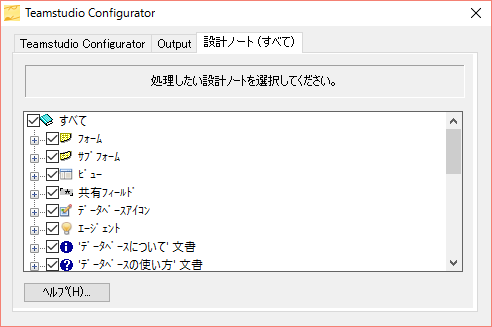 Teamstudio Configurator
Teamstudio Configurator Output 設計ノート (すべて)
処理したい設計ノートを選択してください。
すべて
ﾌｫｰﾑ
ｻﾌﾞﾌｫｰﾑ
ﾋﾞｭｰ
共有ﾌｨｰﾙﾄﾞ
ﾃﾞｰﾀﾍﾞｰｽｱｲｺﾝ
ｴｰｼﾞｪﾝﾄ
'ﾃﾞｰﾀﾍﾞｰｽについて' 文書
'ﾃﾞｰﾀﾍﾞｰｽの使い方' 文書
ﾍﾙﾌﾟ(H)...